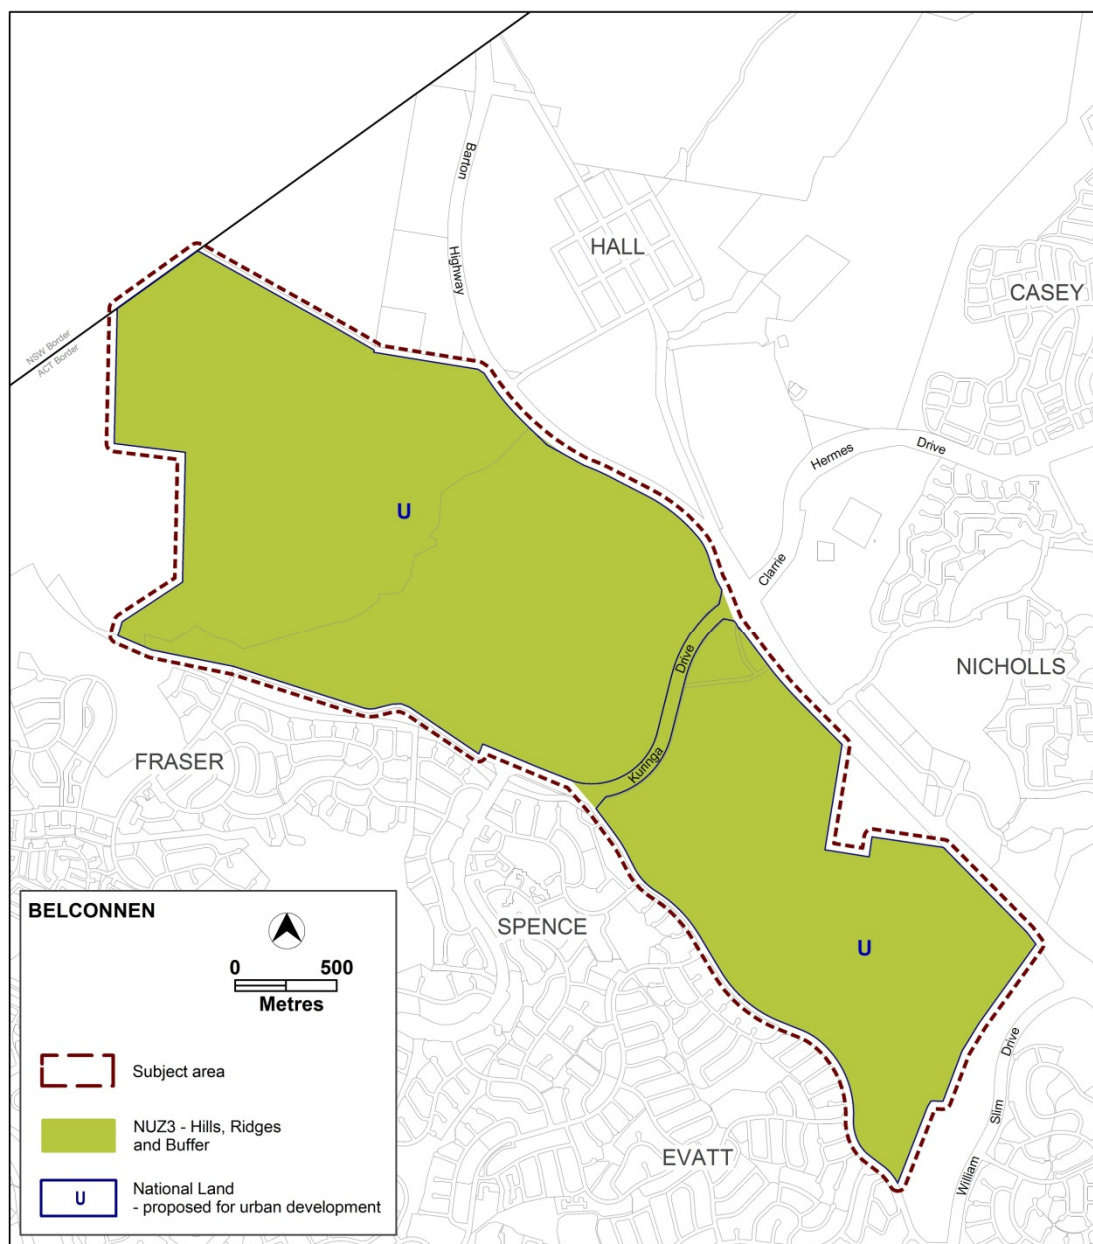 Barton
Highway
HALL
CASEY
NSW Border
ACT Border
Hermes
Drive
Clarrie
U
Drive
Kuringa
NICHOLLS
FRASER
SPENCE
U
EVATT
William
Slim
Drive
BELCONNEN
0 500
Metres
Subject area
NUZ3 - Hills, Ridges
and Buffer
U
National Land
- proposed for urban development